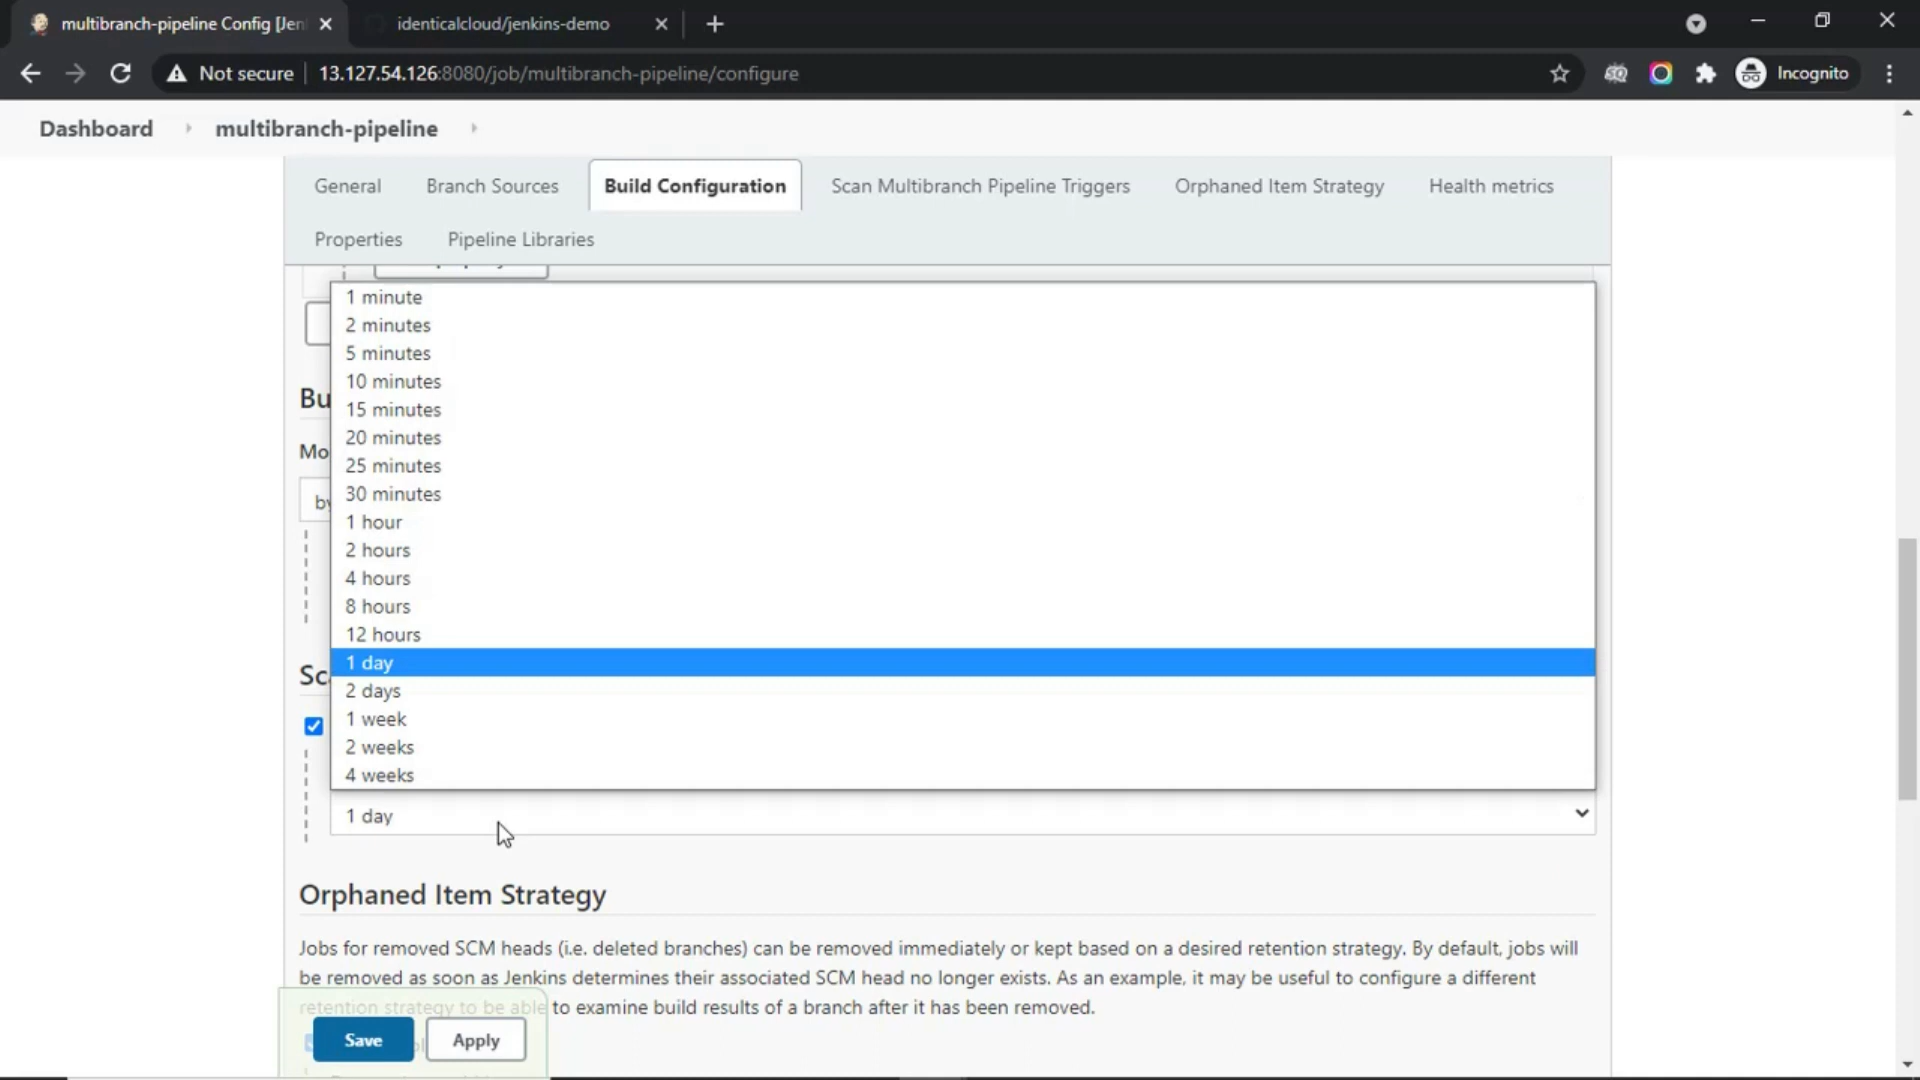 multibranch-pipeline Config [Jen
identicalcloud/jenkins-demo
Not secure
13.127.54.126:8080/job/multibranch-pipeline/configure
Incognito
Dashboard
multibranch-pipeline
General
Branch Sources
Build Configuration
Scan Multibranch Pipeline Triggers
Orphaned Item Strategy
Health metrics
Properties
Pipeline Libraries
1 minute
2 minutes
5 minutes
10 minutes
Bu
15 minutes
20 minutes
Mo
25 minutes
30 minutes
by
1 hour
2 hours
4 hours
8 hours
12 hours
1 day
Sc
2 days
1 week
2 weeks
4 weeks
1 day
Orphaned Item Strategy
Jobs for removed SCM heads (i.e. deleted branches) can be removed immediately or kept based on a desired retention strategy. By default, jobs will
be removed as soon as Jenkins determines their associated SCM head no longer exists. As an example, it may be useful to configure a different
retention strategy to be able to examine build results of a branch after it has been removed.
Save
Apply